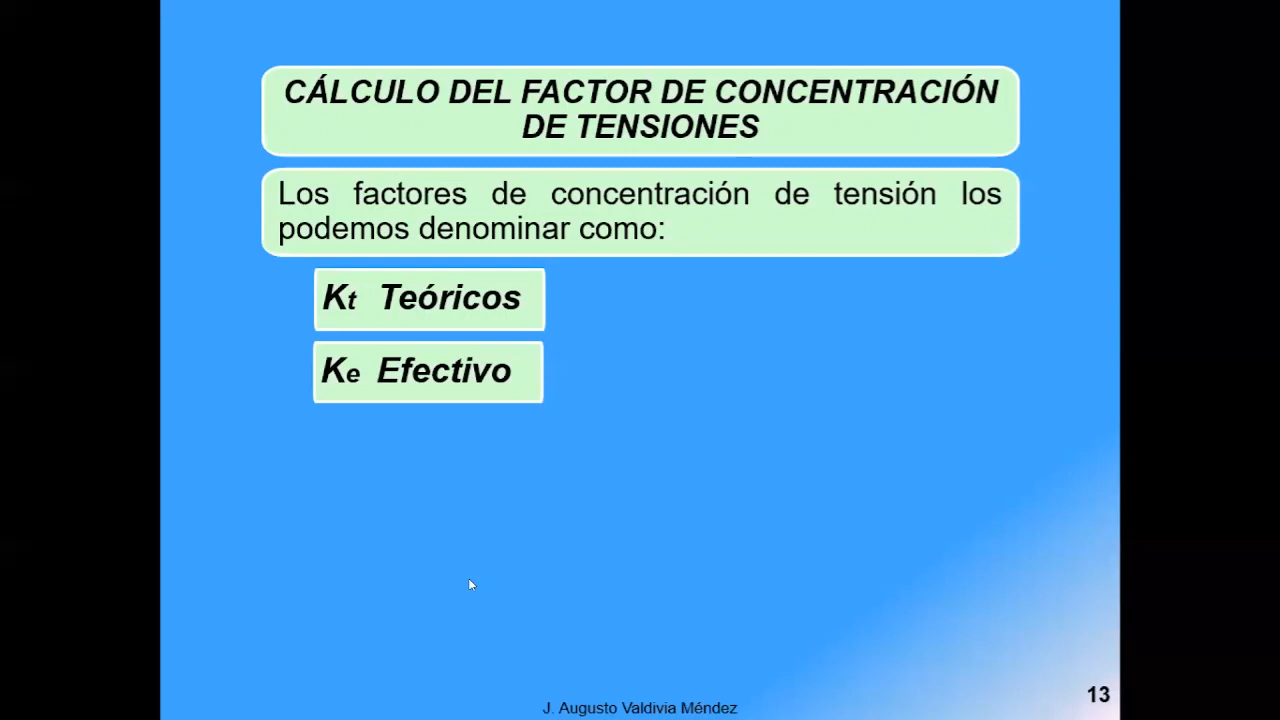 CÁLCULO DEL FACTOR DE CONCENTRACIÓN
DE TENSIONES
Los factores de concentración de tensión los
podemos denominar como:
Kt Teóricos
Ke Efectivo
J. Augusto Valdivia Méndez
13